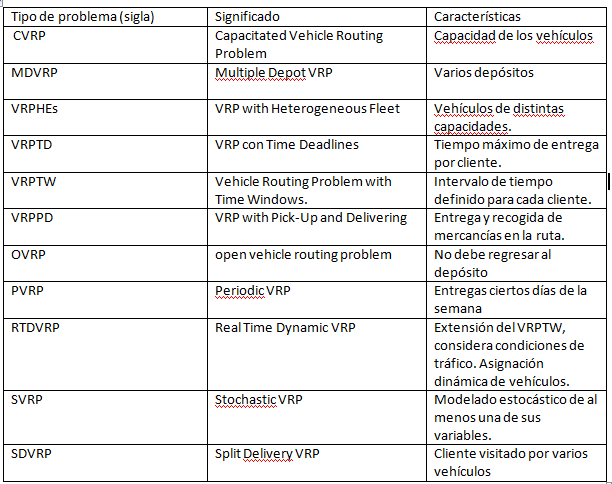 Tipo de problema (sigla) Significado Características
CVRP Capacitated Vehicle Routing Capacidad de los vehículos
Problem
MDVRP Multiple Depot VRP Varios depósitos
VRPHEs VRP with Heterogeneous Fleet Vehículos de distintas
capacidades.
VRPTD VRP con Time Deadlines Tiempo máximo de entrega
por cliente.
VRPTW Vehicle Routing Problem with Intervalo de tiempo
Time Windows. definido para cada cliente.
VRPPD VRP with Pick-Up and Delivering Entrega y recogida de
mercancías en la ruta.
OVRP open vehicle routing problem No debe regresar al
depósito
PVRP Periodic VRP Entregas ciertos días de la
semana
RTDVRP Real Time Dynamic VRP Extensión del VRPTW,
considera condiciones de
tráfico. Asignación
dinámica de vehículos.
SVRP Stochastic VRP Modelado estocástico de al
menos una de sus
variables.
SDVRP Split Delivery VRP Cliente visitado por varios
vehículos